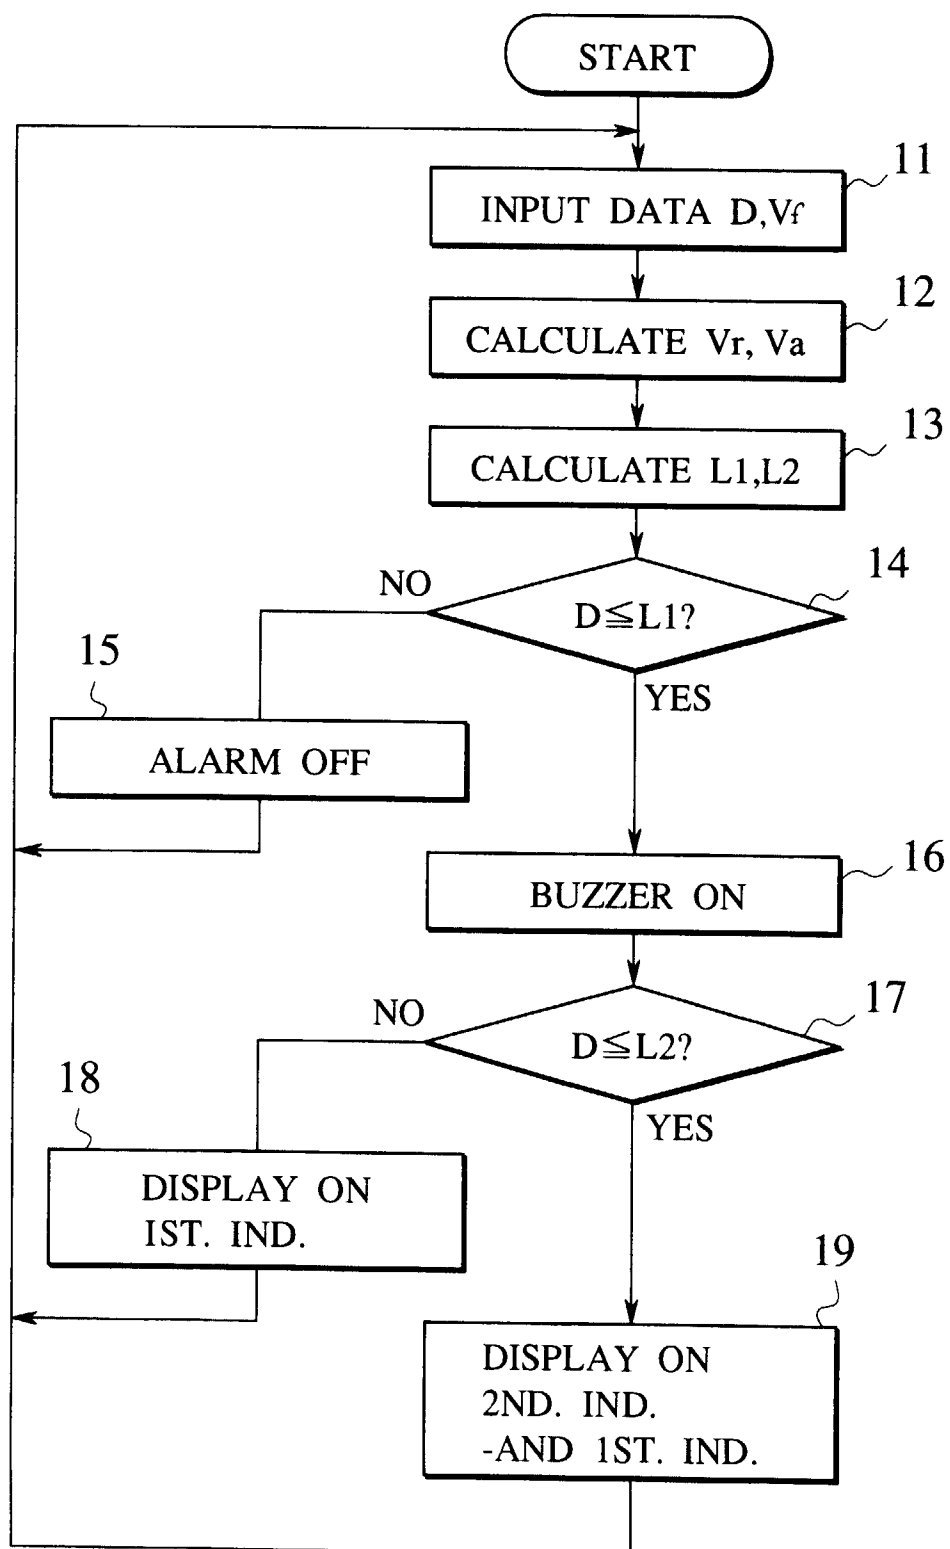 START
11
INPUT DATA D,Vf
12
CALCULATE Vr, Va
13
CALCULATE L1,L2
14
NO
D≦L1?
15
YES
ALARM OFF
16
BUZZER ON
17
NO
D≦L2?
18
YES
DISPLAY ON
1ST. IND.
19
DISPLAY ON
2ND. IND.
-AND 1ST. IND.